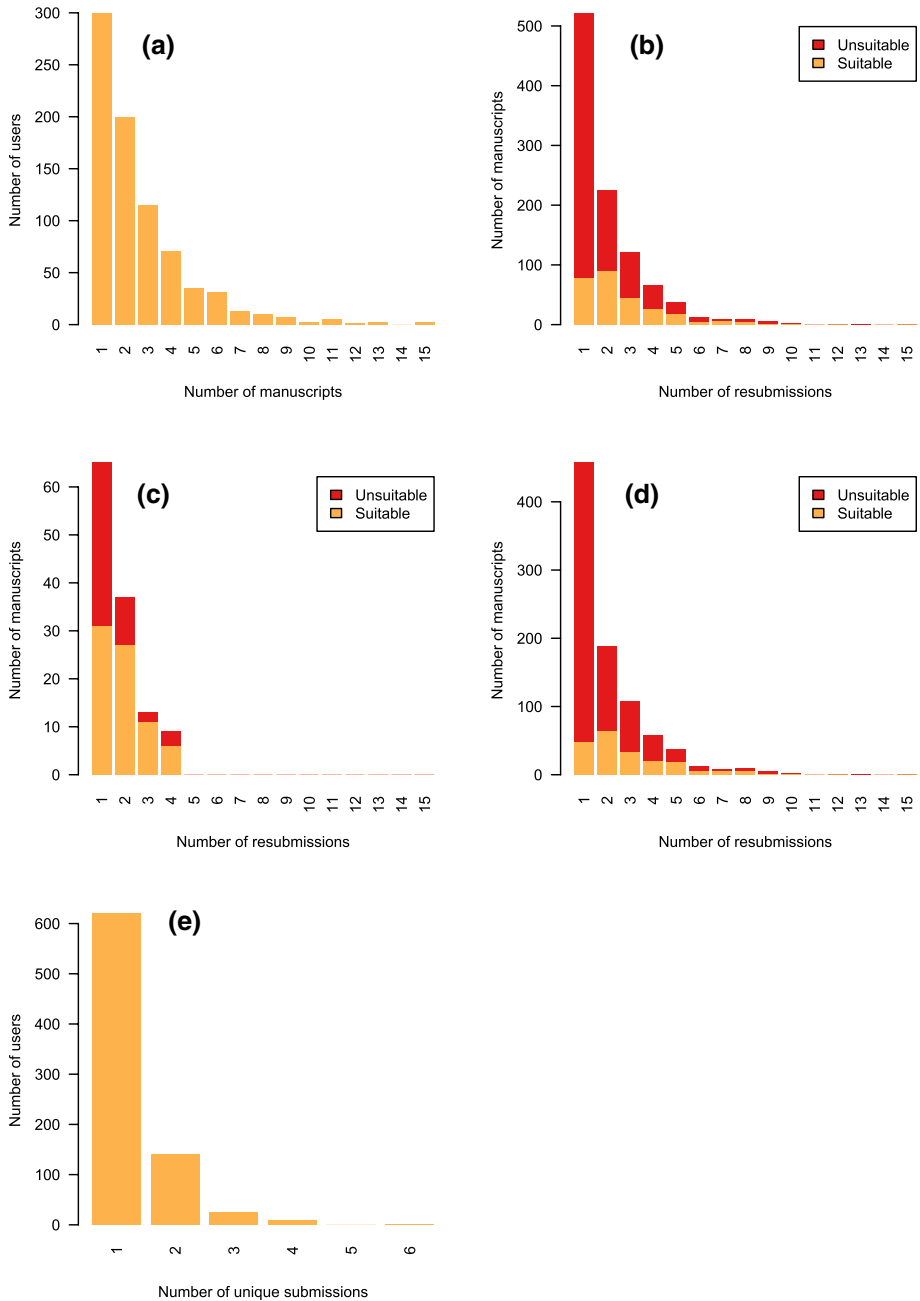 (a)
Number of users
300
250
200
150
100
50
0
1 2 3 4 5 6 7 8 9 10 11 12 13 14 15
Number of manuscripts
(b)
Unsuitable
Suitable
Number of manuscripts
500
400
300
200
100
0
1 2 3 4 5 6 7 8 9 10 11 12 13 14 15
Number of resubmissions
(c)
Unsuitable
Suitable
Number of manuscripts
60
50
40
30
20
10
0
1 2 3 4 5 6 7 8 9 10 11 12 13 14 15
Number of resubmissions
(d)
Unsuitable
Suitable
Number of manuscripts
400
300
200
100
0
1 2 3 4 5 6 7 8 9 10 11 12 13 14 15
Number of resubmissions
(e)
Number of users
600
500
400
300
200
100
0
1 2 3 4 5 6
Number of unique submissions